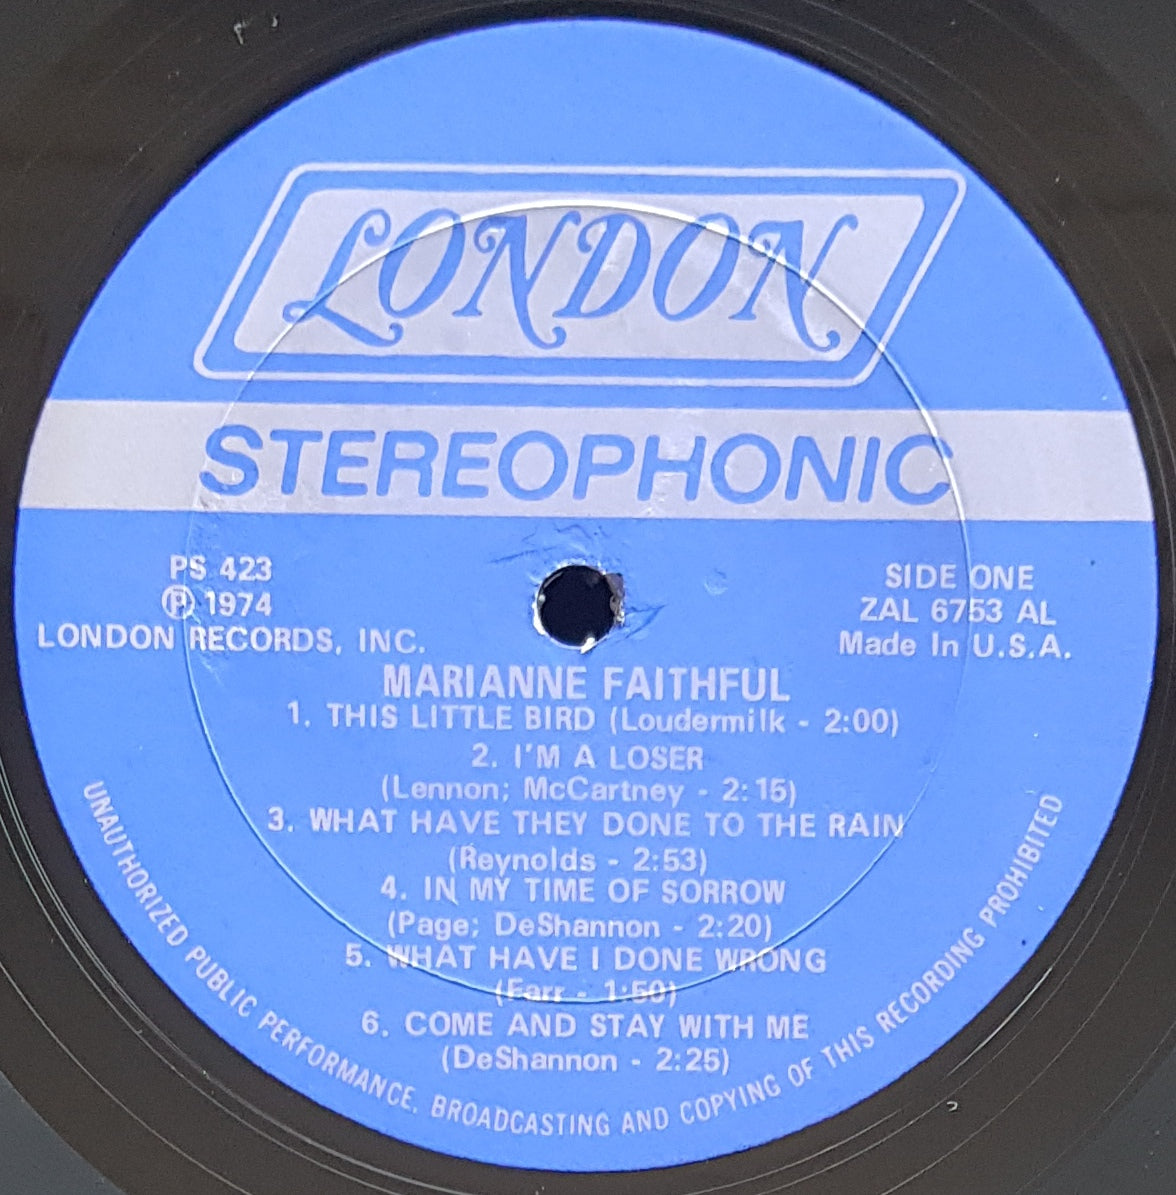 LONDON
STEREOPHONIC
PS 423
℗ 1974
LONDON RECORDS, INC.
SIDE ONE
ZAL 6753 AL
Made In U.S.A.
MARIANNE FAITHFUL
1. THIS LITTLE BIRD (Loudermilk - 2:00)
2. I'M A LOSER
(Lennon; McCartney - 2:15)
3. WHAT HAVE THEY DONE TO THE RAIN
(Reynolds - 2:53)
4. IN MY TIME OF SORROW
(Page; DeShannon - 2:20)
5. WHAT HAVE I DONE WRONG
(Farr - 1:50)
6. COME AND STAY WITH ME
(DeShannon - 2:25)
UNAUTHORIZED PUBLIC PERFORMANCE, BROADCASTING AND COPYING OF THIS RECORDING PROHIBITED